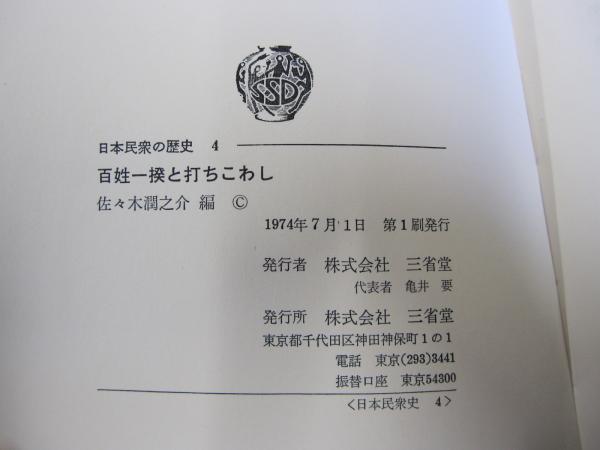 SSD
日本民衆の歴史 4
百姓一揆と打ちこわし
佐々木潤之介 編 ©
1974年7月1日 第1刷発行
発行者 株式会社 三省堂
代表者 亀井 要
発行所 株式会社 三省堂
東京都千代田区神田神保町1の1
電話 東京(293)3441
振替口座 東京54300
<日本民衆史 4>